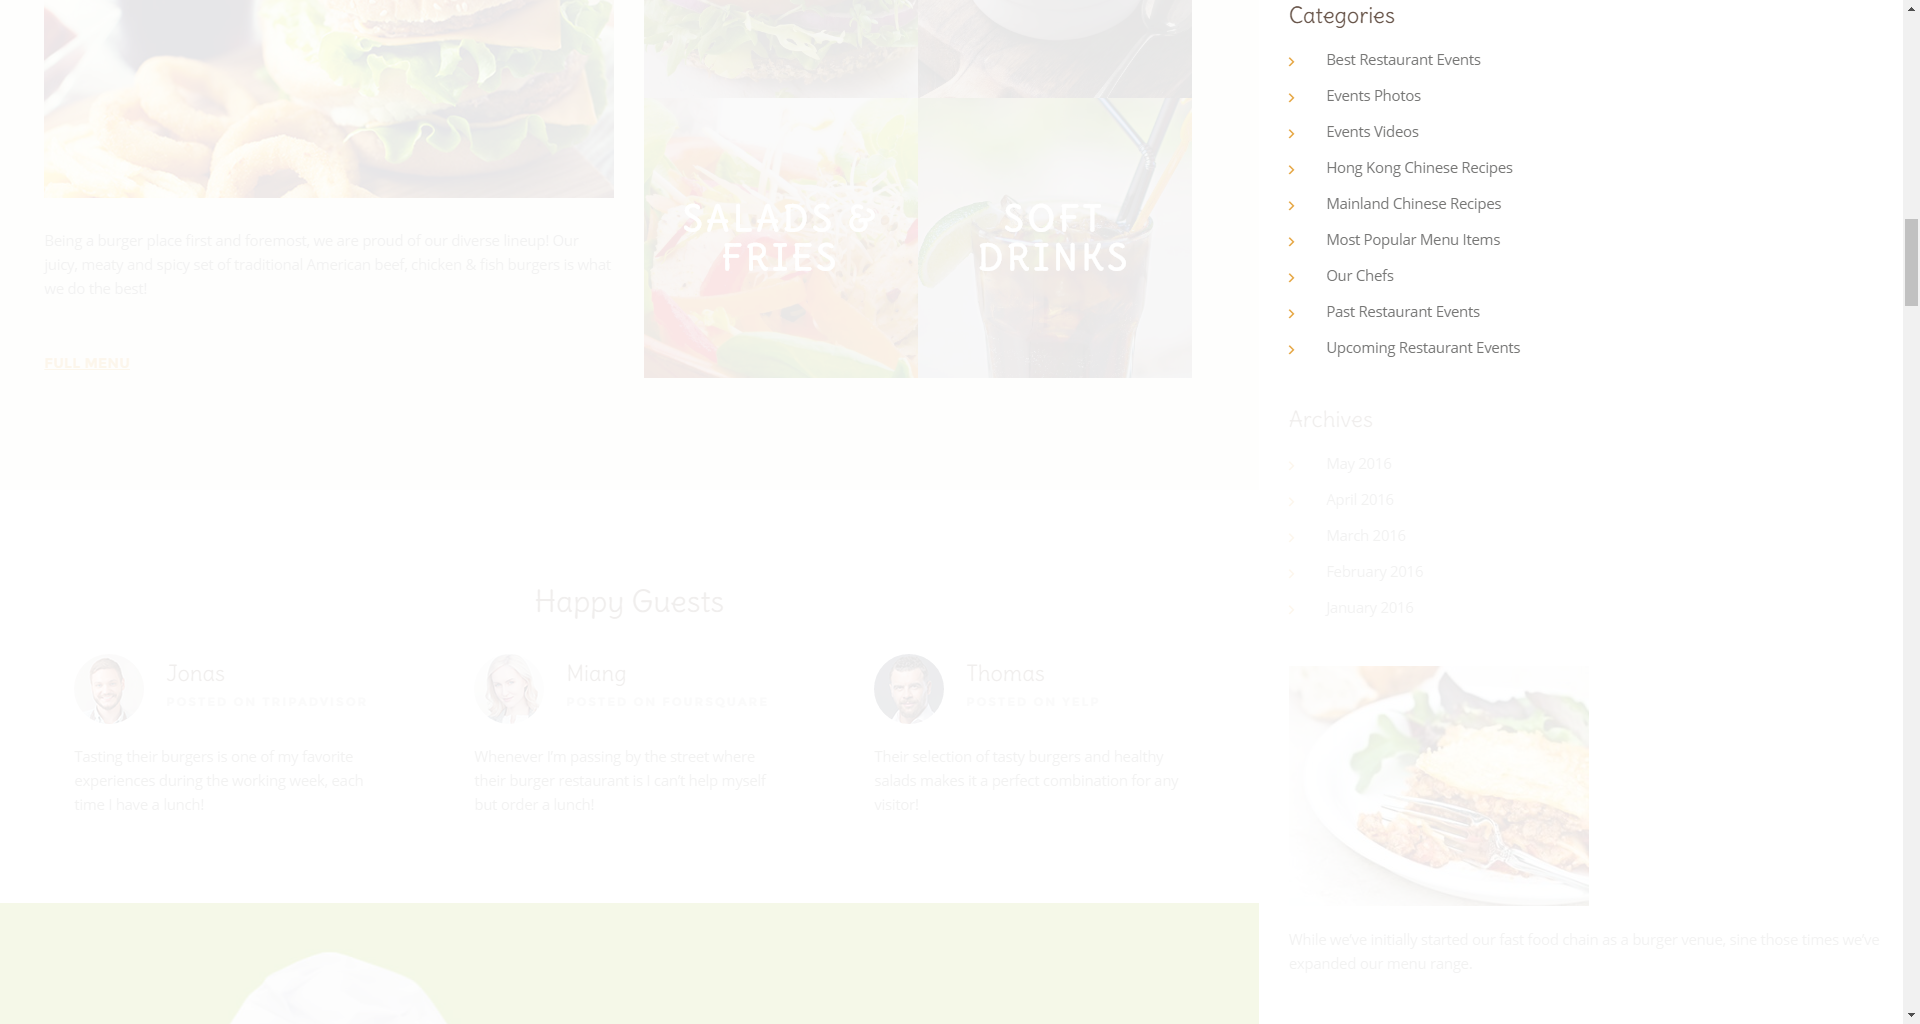 Being a burger place first and foremost, we are proud of our diverse lineup! Our
juicy, meaty and spicy set of traditional American beef, chicken & fish burgers is what
we do the best!
FULL MENU
SALADS &
FRIES
SOFT
DRINKS
Happy Guests
Jonas
POSTED ON TRIPADVISOR
Tasting their burgers is one of my favorite
experiences during the working week, each
time I have a lunch!
Miang
POSTED ON FOURSQUARE
Whenever I'm passing by the street where
their burger restaurant is I can't help myself
but order a lunch!
Thomas
POSTED ON YELP
Their selection of tasty burgers and healthy
salads makes it a perfect combination for any
visitor!
Categories
Best Restaurant Events
Events Photos
Events Videos
Hong Kong Chinese Recipes
Mainland Chinese Recipes
Most Popular Menu Items
Our Chefs
Past Restaurant Events
Upcoming Restaurant Events
Archives
May 2016
April 2016
March 2016
February 2016
January 2016
While we've initially started our fast food chain as a burger venue, sine those times we've
expanded our menu range.